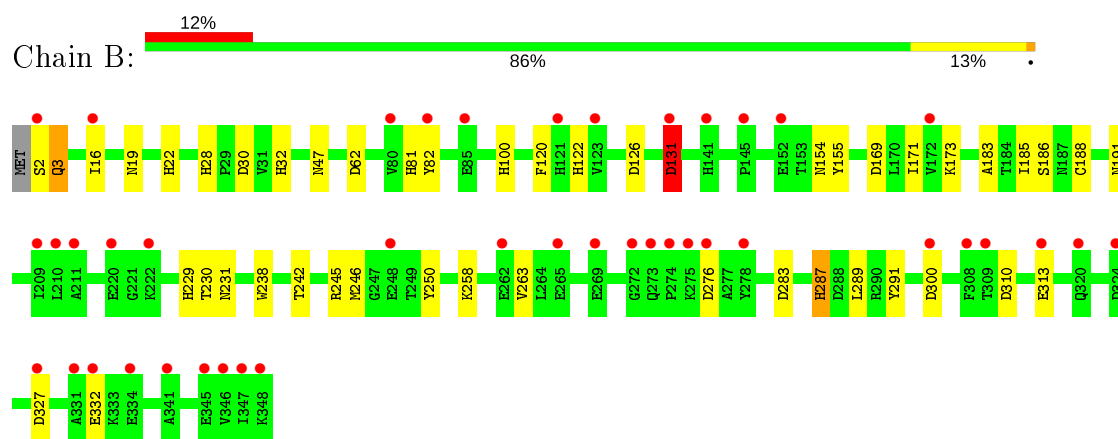 12%
Chain B:
86% 13% •
MET S2 Q3 I16 N19 H22 H28 P29 D30 V31 H32 N47 D62 V80 H81 Y82 E85 H100 F120 H121 H122 V123 D126 D131 H141 P145 E152 T153 N154 Y155 D169 L170 I171 V172 K173 A183 T184 I185 S186 N187 C188 N191
I209 L210 A211 E220 G221 K222 H229 T230 N231 W238 T242 R245 M246 G247 E248 T249 Y250 K258 E262 V263 L264 E265 E269 G272 Q273 P274 K275 D276 A277 Y278 D283 H287 D288 L289 R290 Y291 D300 F308 T309 D310 E313 Q320 D324
D327 A331 E332 K333 E334 A341 E345 V346 I347 K348